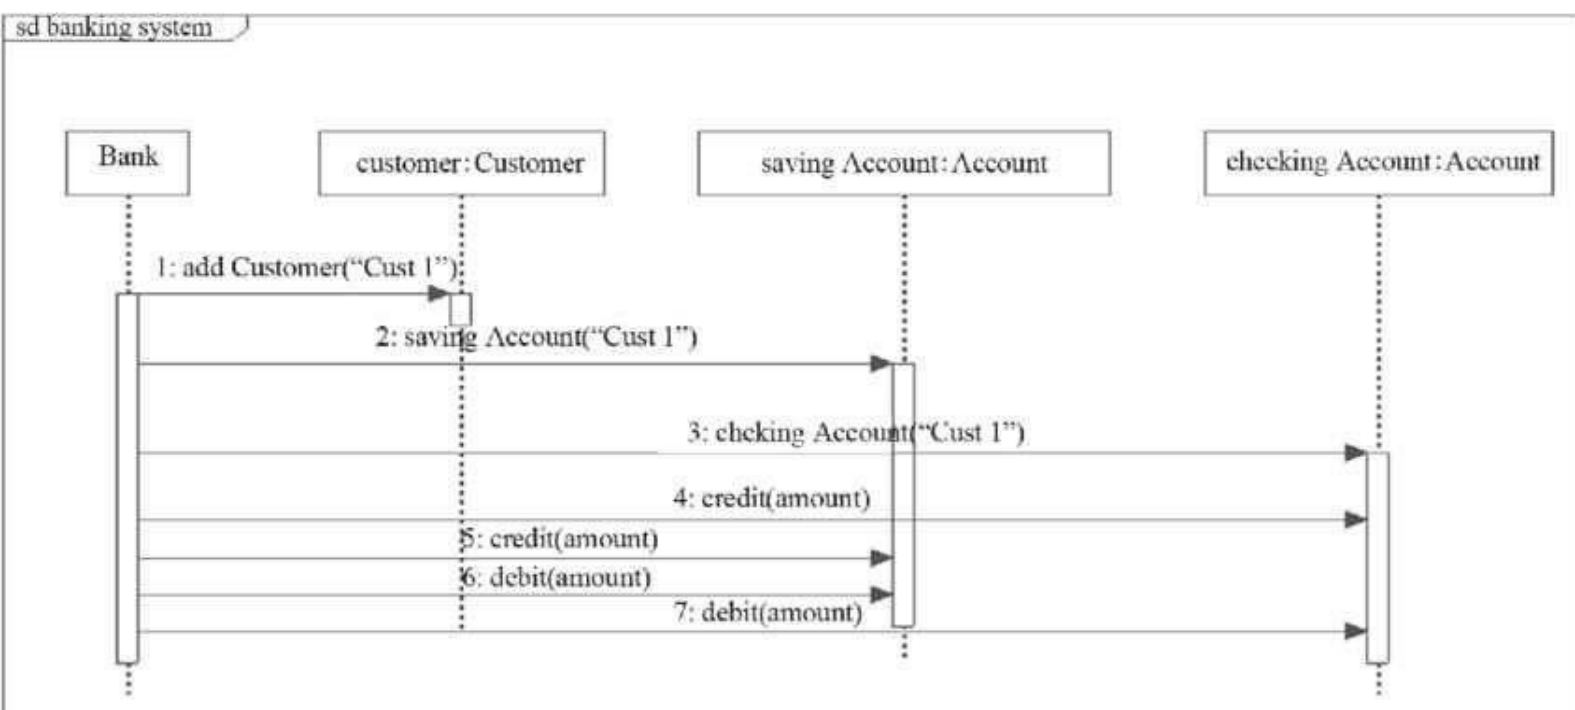 sd banking system
Bank
customer:Customer
saving Account:Account
checking Account:Account
1: add Customer(“Cust 1”)
2: saving Account(“Cust 1”)
3: chcking Account(“Cust 1”)
4: credit(amount)
5: credit(amount)
6: debit(amount)
7: debit(amount)